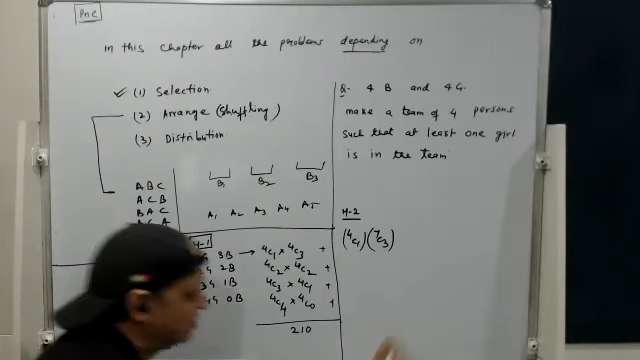 PnC
In this chapter all the problems depending on
✓ (1) Selection
(2) Arrange (Shuffling)
(3) Distribution
A B C
A C B
B A C
B1 B2 B3
A1 A2 A3 A4 A5
M-1
3B → 4C1 × 4C3 +
2B 4C2 × 4C2 +
1B 4C3 × 4C1 +
0B 4C4 × 4C0 +
210
Q. 4 B and 4 G.
make a team of 4 persons
such that at least one girl
is in the team
M-2
(4C1)(7C3)